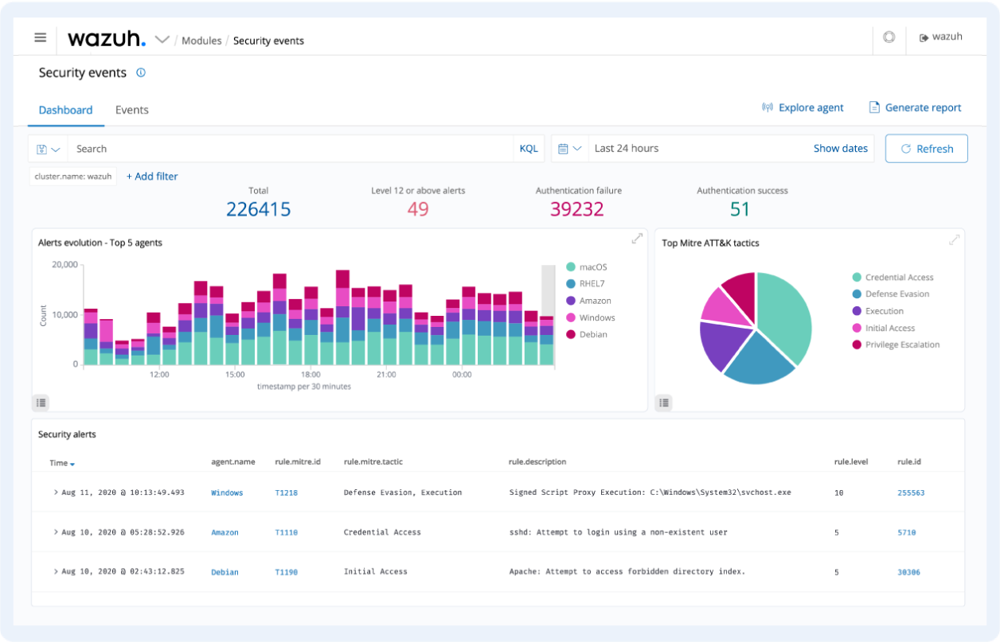 wazuh. / Modules / Security events wazuh
Security events
Dashboard Events Explore agent Generate report
Search KQL Last 24 hours Show dates Refresh
cluster.name: wazuh + Add filter
Total Level 12 or above alerts Authentication failure Authentication success
226415 49 39232 51
Alerts evolution - Top 5 agents
20,000
10,000
0
Count
12:00 15:00 18:00 21:00 00:00
timestamp per 30 minutes
macOS
RHEL7
Amazon
Windows
Debian
Top Mitre ATT&K tactics
Credential Access
Defense Evasion
Execution
Initial Access
Privilege Escalation
Security alerts
Time agent.name rule.mitre.id rule.mitre.tactic rule.description rule.level rule.id
> Aug 11, 2020 @ 10:13:49.493 Windows T1218 Defense Evasion, Execution Signed Script Proxy Execution: C:\Windows\System32\svchost.exe 10 255563
> Aug 10, 2020 @ 05:28:52.926 Amazon T1110 Credential Access sshd: Attempt to login using a non-existent user 5 5710
> Aug 10, 2020 @ 02:43:12.825 Debian T1190 Initial Access Apache: Attempt to access forbidden directory index. 5 30306